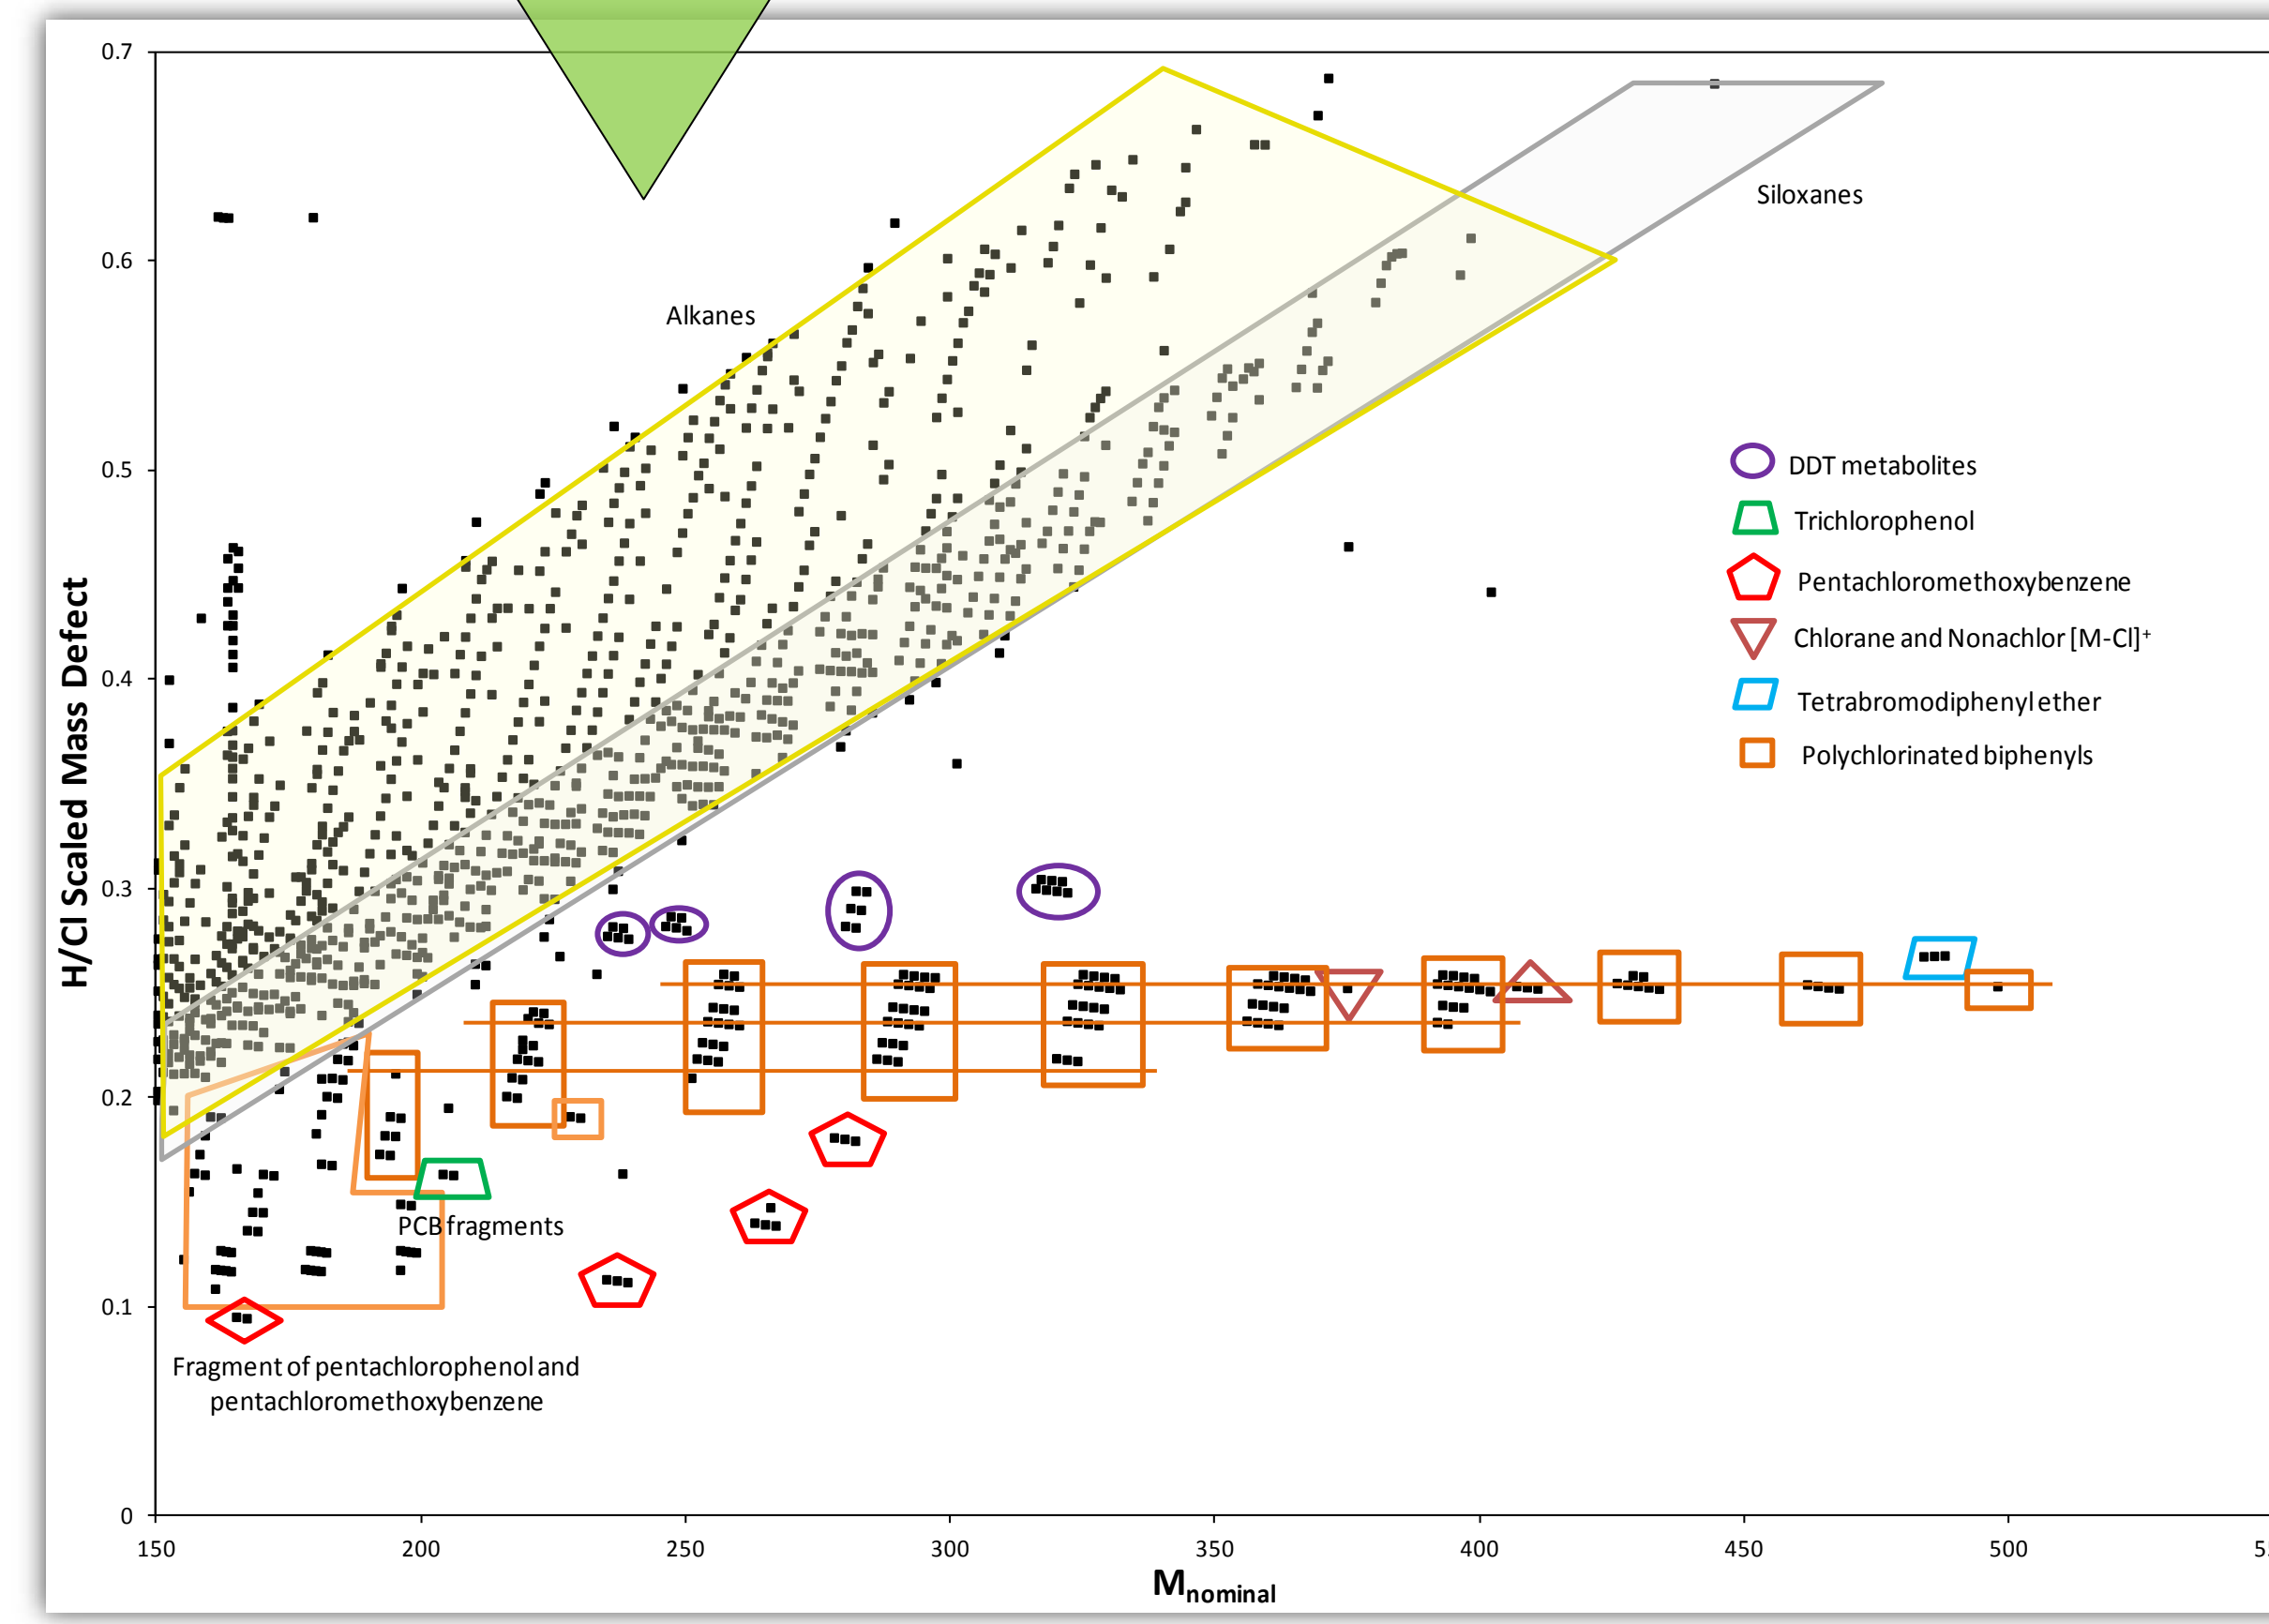 0.7
0.6
0.5
0.4
0.3
0.2
0.1
0
H/Cl Scaled Mass Defect
Alkanes
Siloxanes
DDT metabolites
Trichlorophenol
Pentachloromethoxybenzene
Chlorane and Nonachlor [M-Cl]⁺
Tetrabromodiphenyl ether
Polychlorinated biphenyls
PCB fragments
Fragment of pentachlorophenol and
pentachloromethoxybenzene
150 200 250 300 350 400 450 500
M nominal